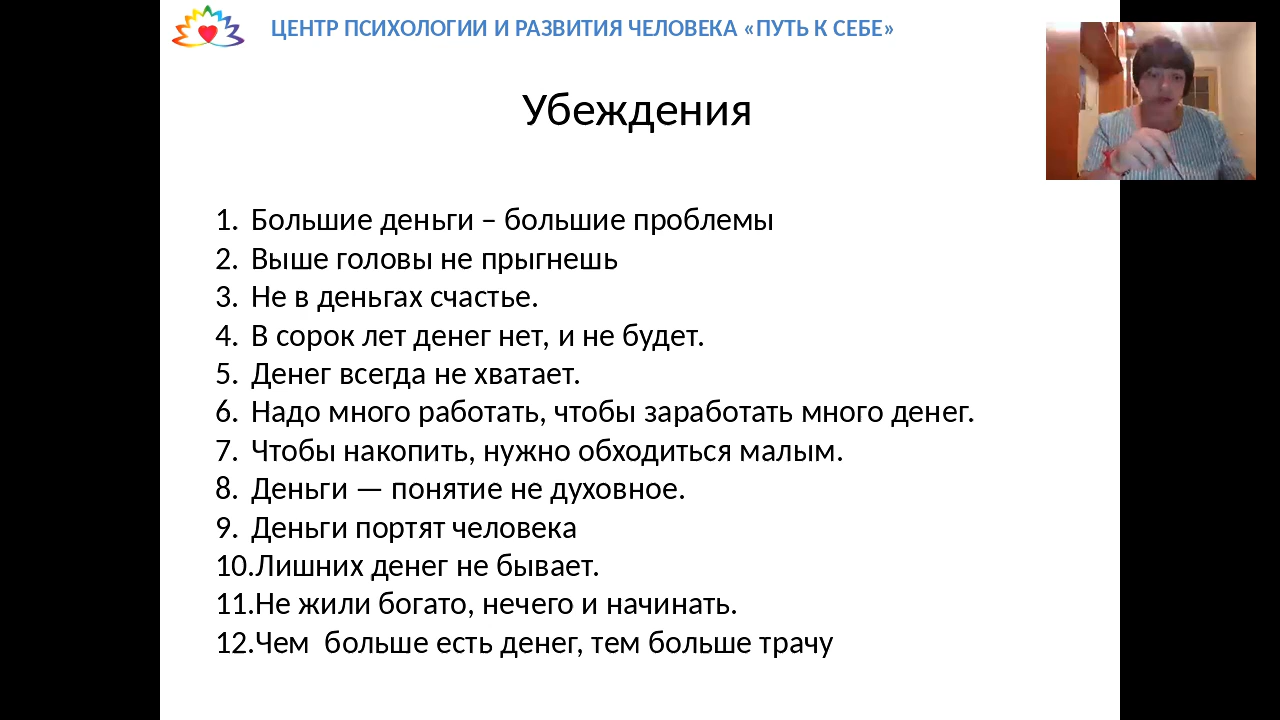 ЦЕНТР ПСИХОЛОГИИ И РАЗВИТИЯ ЧЕЛОВЕКА «ПУТЬ К СЕБЕ»
Убеждения
1. Большие деньги – большие проблемы
2. Выше головы не прыгнешь
3. Не в деньгах счастье.
4. В сорок лет денег нет, и не будет.
5. Денег всегда не хватает.
6. Надо много работать, чтобы заработать много денег.
7. Чтобы накопить, нужно обходиться малым.
8. Деньги — понятие не духовное.
9. Деньги портят человека
10.Лишних денег не бывает.
11.Не жили богато, нечего и начинать.
12.Чем  больше есть денег, тем больше трачу